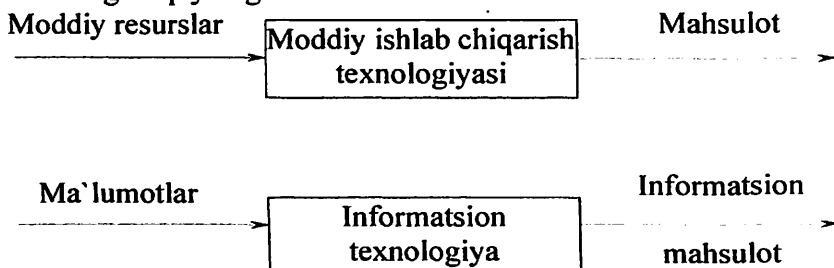 Moddiy resurslar
Moddiy ishlab chiqarish
texnologiyasi
Mahsulot
Ma`lumotlar
Informatsion
texnologiya
Informatsion
mahsulot